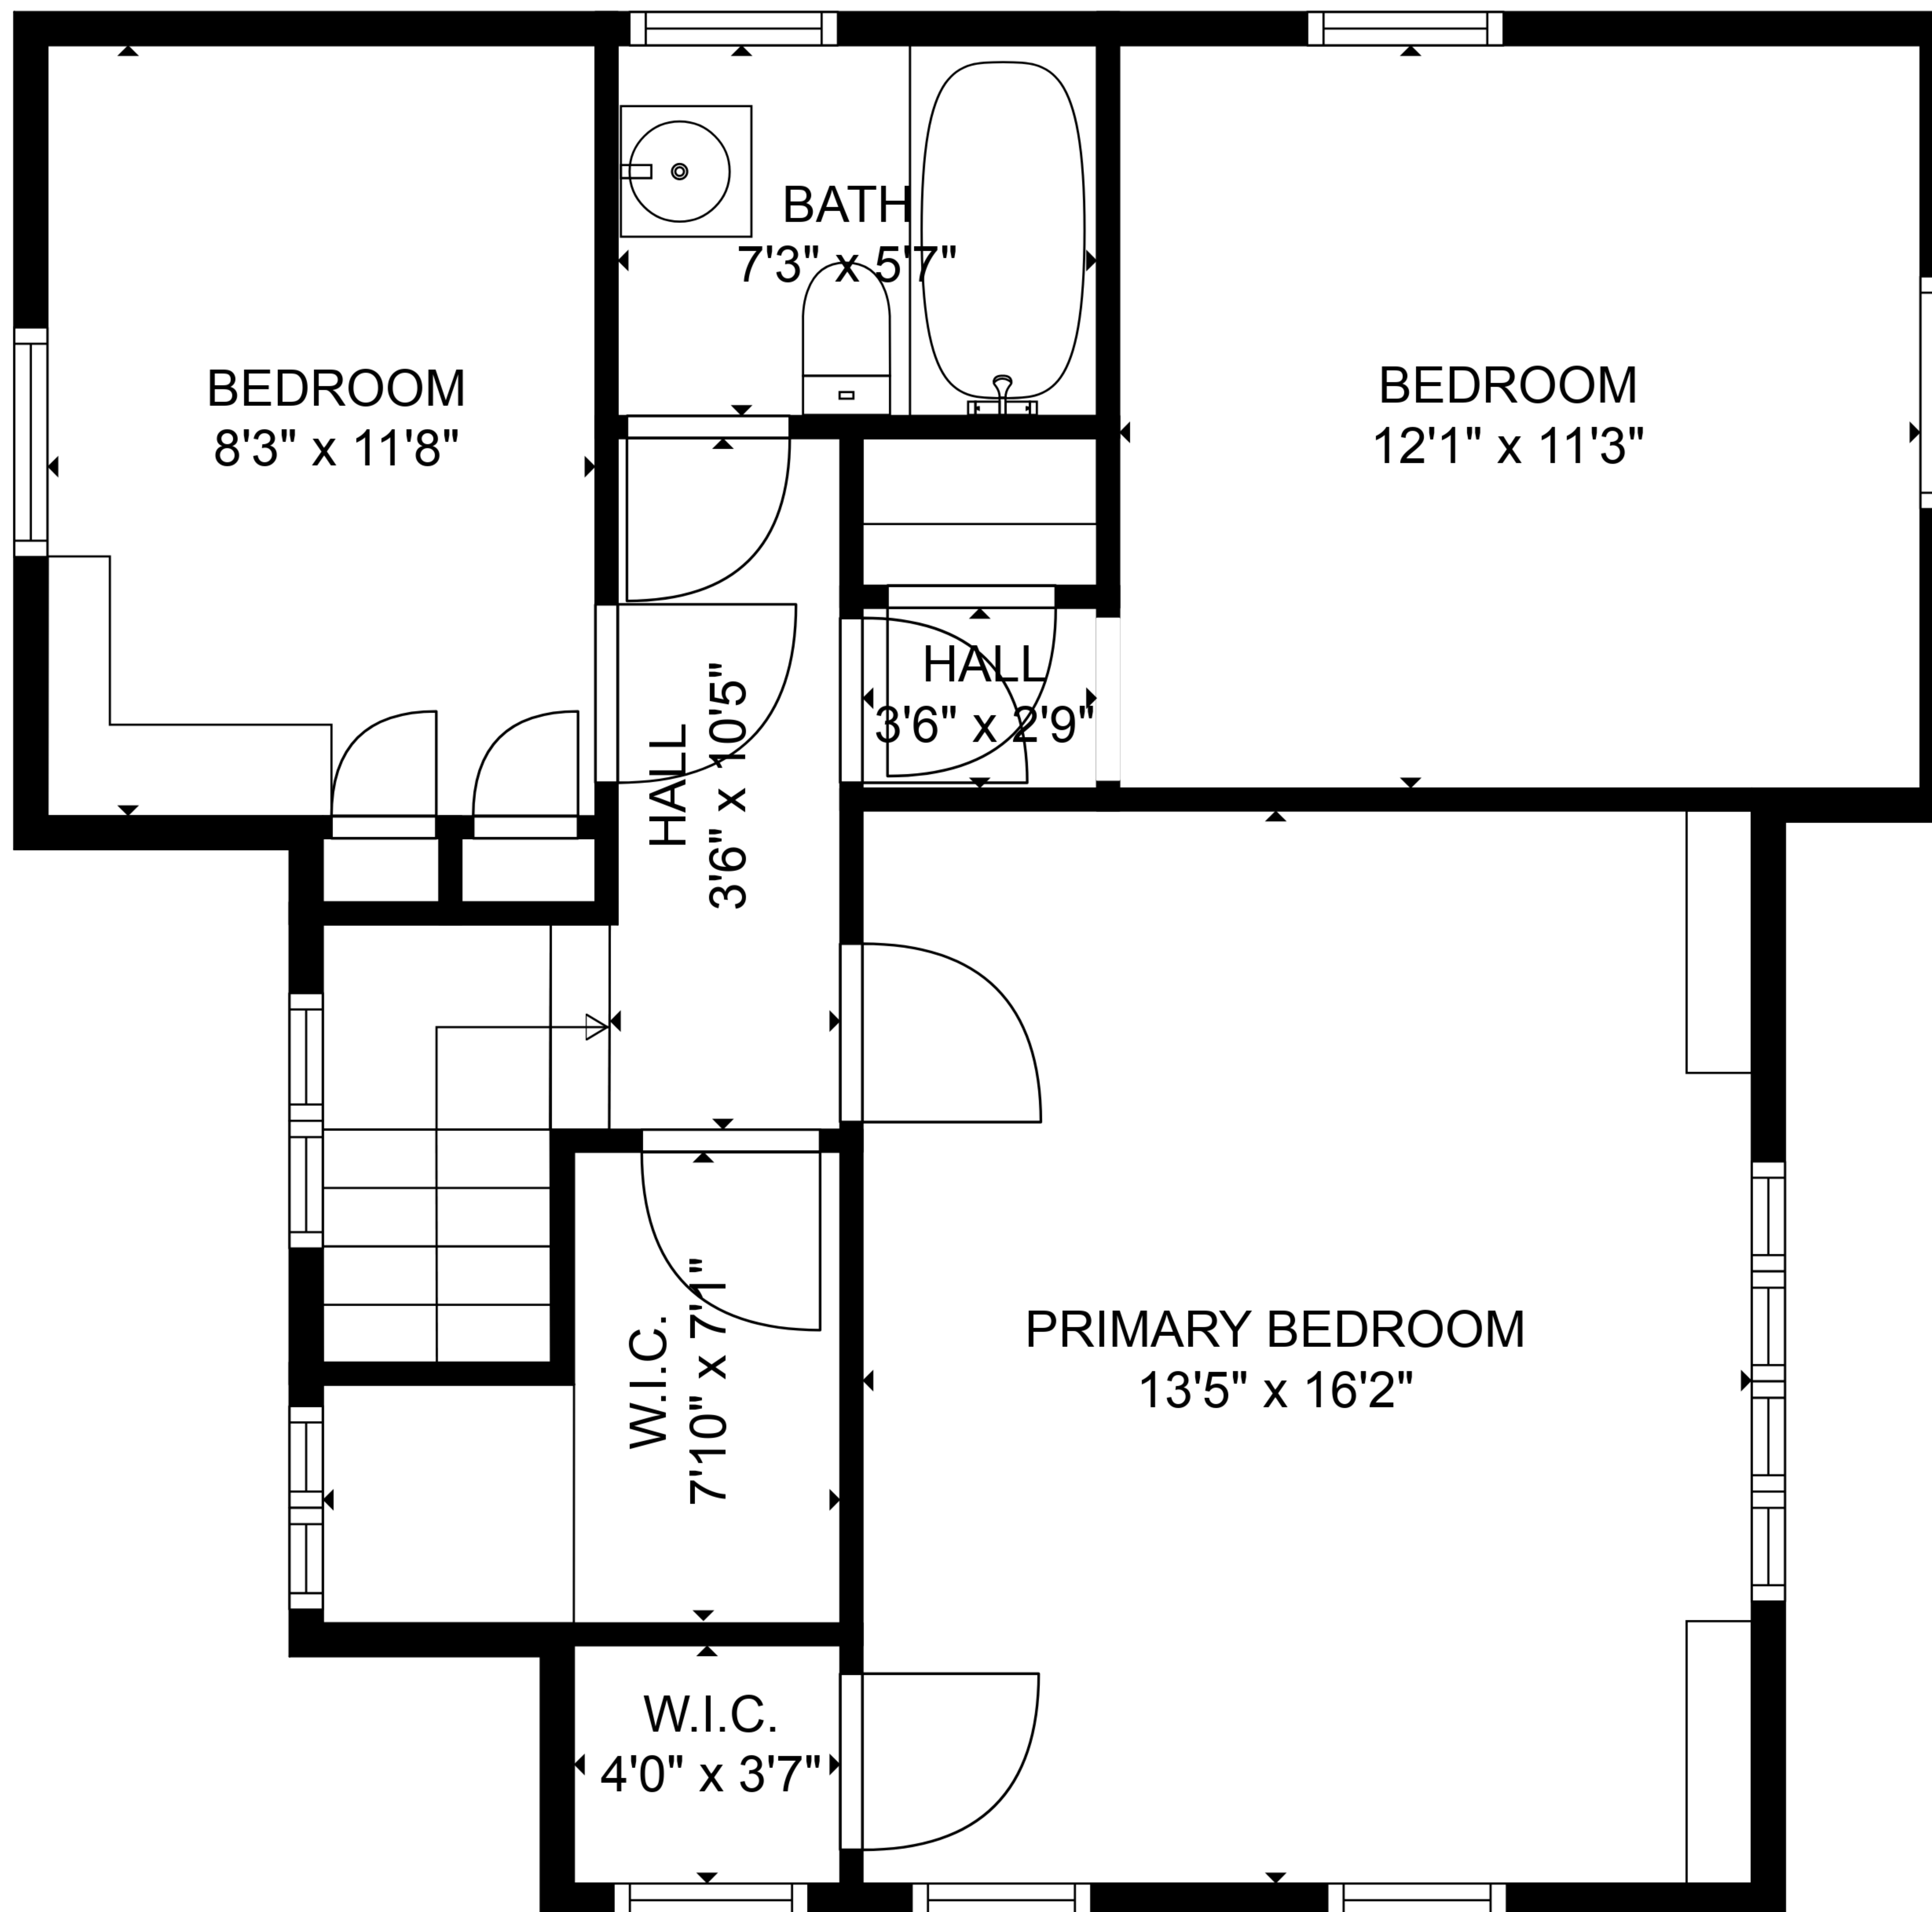 BATH
7'3" x 5'7"
BEDROOM
8'3" x 11'8"
BEDROOM
12'1" x 11'3"
HALL
3'6" x 2'9"
HALL
3'6" x 10'5"
W.I.C.
7'10" x 7'1"
PRIMARY BEDROOM
13'5" x 16'2"
W.I.C.
4'0" x 3'7"